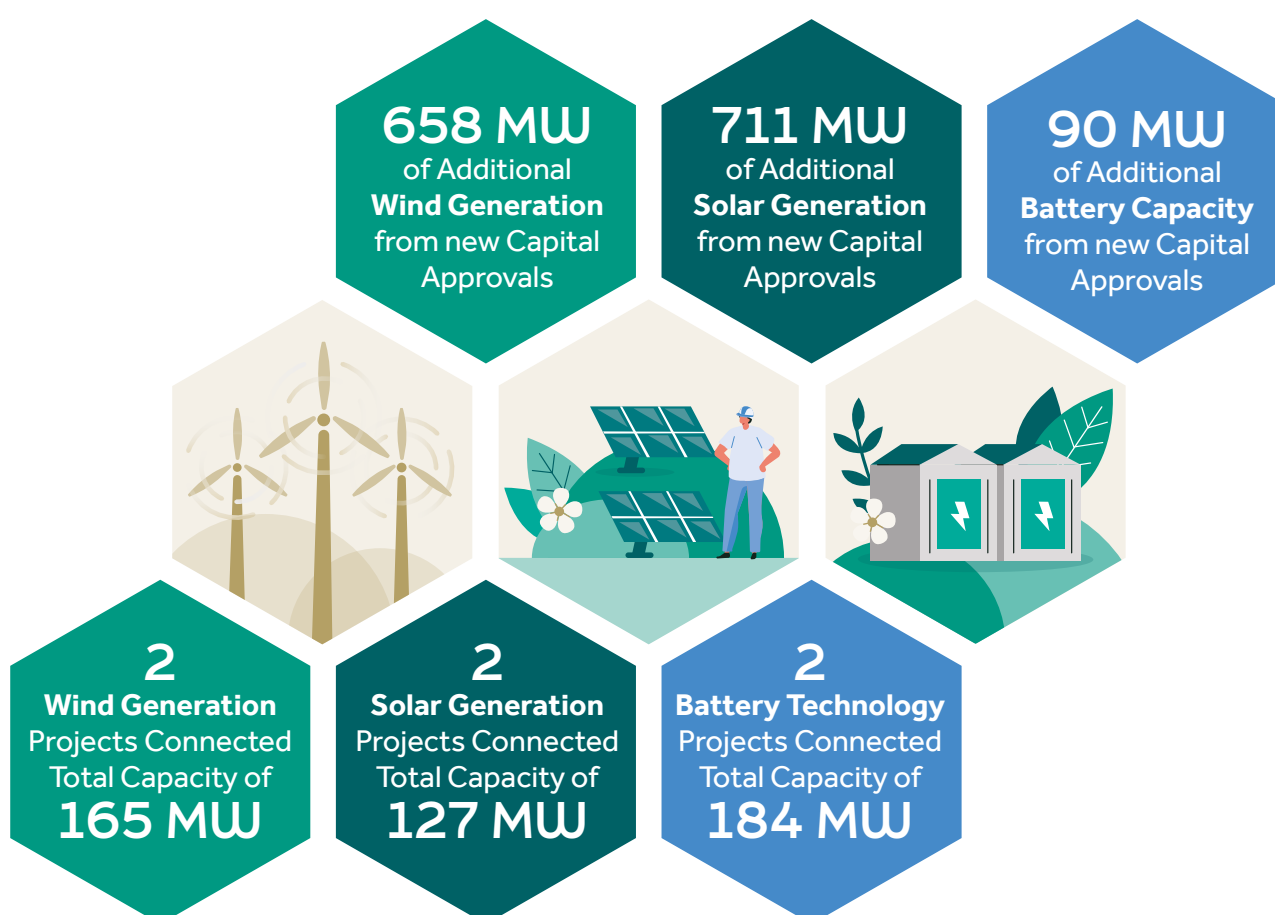 658 MW
of Additional
Wind Generation
from new Capital
Approvals
711 MW
of Additional
Solar Generation
from new Capital
Approvals
90 MW
of Additional
Battery Capacity
from new Capital
Approvals
2
Wind Generation
Projects Connected
Total Capacity of
165 MW
2
Solar Generation
Projects Connected
Total Capacity of
127 MW
2
Battery Technology
Projects Connected
Total Capacity of
184 MW